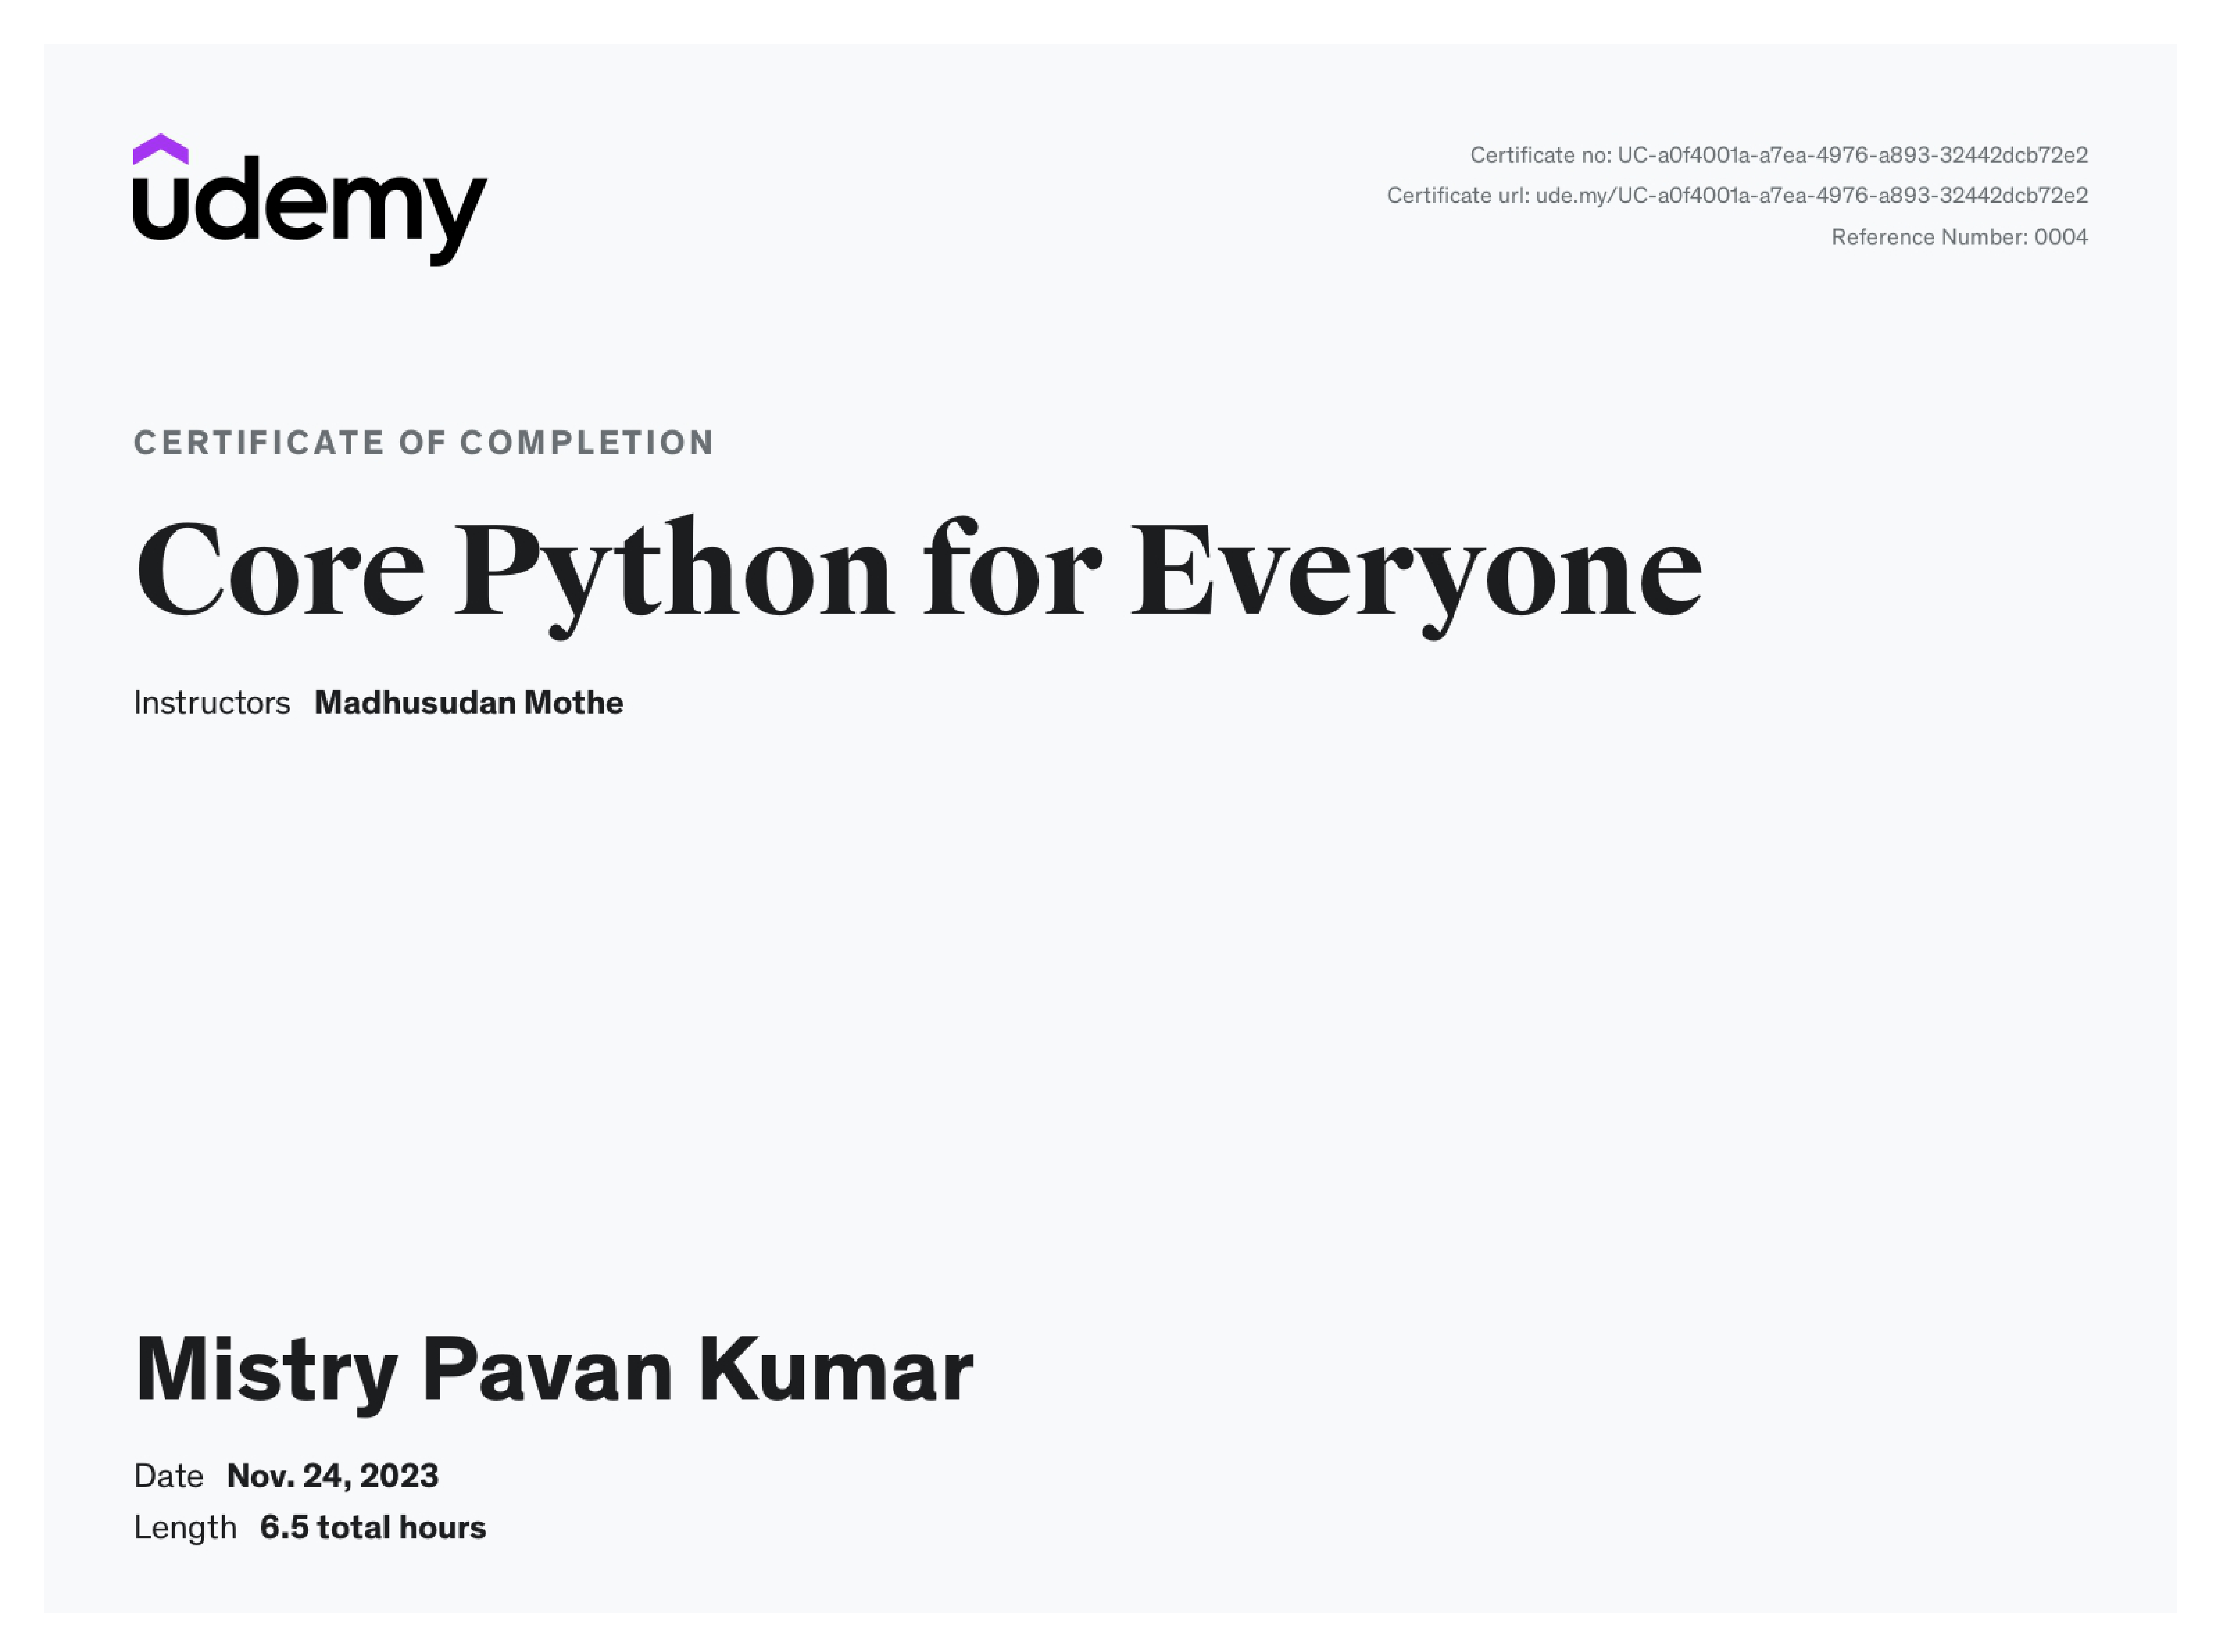 udemy
Certificate no: UC-a0f4001a-a7ea-4976-a893-32442dcb72e2
Certificate url: ude.my/UC-a0f4001a-a7ea-4976-a893-32442dcb72e2
Reference Number: 0004
CERTIFICATE OF COMPLETION
Core Python for Everyone
Instructors Madhusudan Mothe
Mistry Pavan Kumar
Date Nov. 24, 2023
Length 6.5 total hours